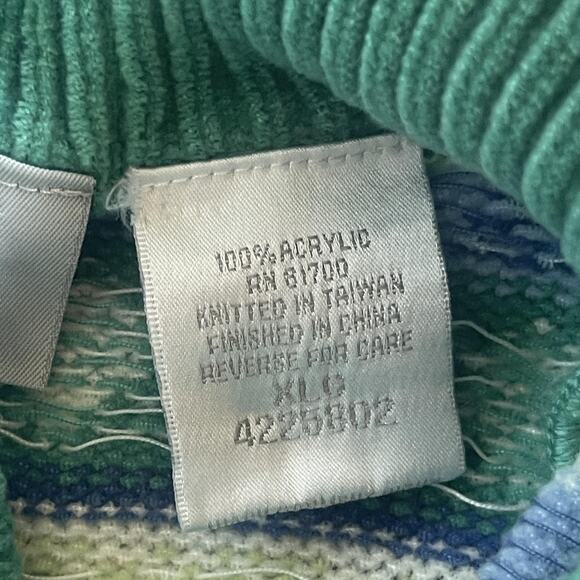 100% ACRYLIC
RN 61700
KNITTED IN TAIWAN
FINISHED IN CHINA
REVERSE FOR CARE
XLG
4225802